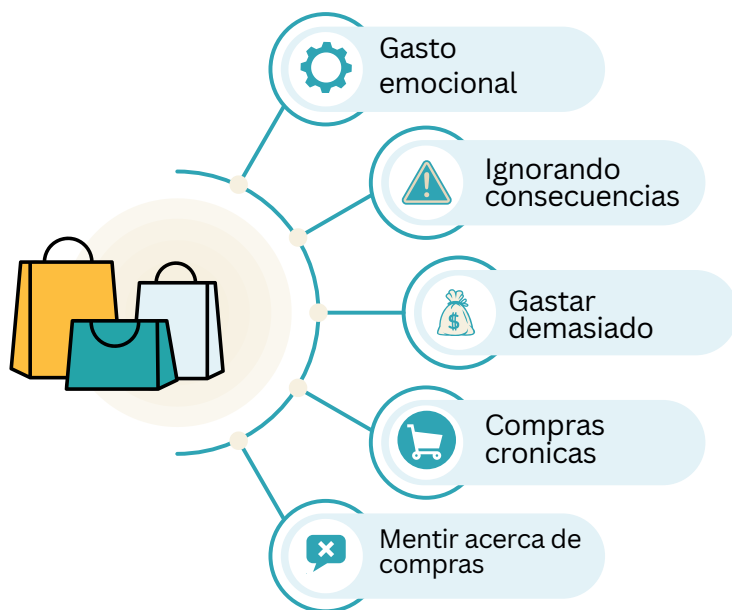 Gasto
emocional
Ignorando
consecuencias
$
Gastar
demasiado
Compras
cronicas
Mentir acerca de
compras